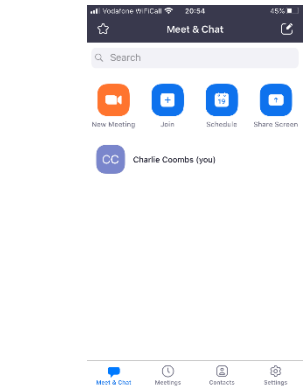 Vodafone WiFiCall 20:54 45%
Meet & Chat
Search
19
New Meeting Join Schedule Share Screen
CC Charlie Coombs (you)
Meet & Chat Meetings Contacts Settings